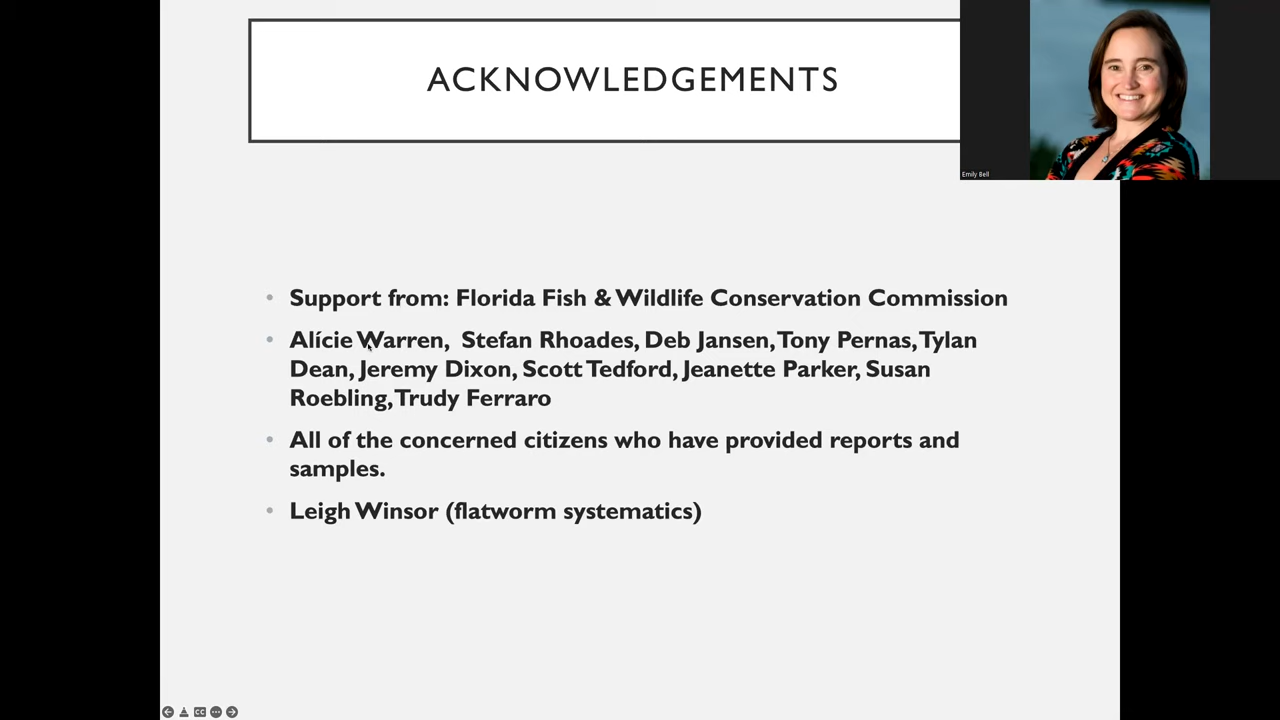 ACKNOWLEDGEMENTS
Emily Bell
• Support from: Florida Fish & Wildlife Conservation Commission
• Alície Warren, Stefan Rhoades, Deb Jansen, Tony Pernas, Tylan
Dean, Jeremy Dixon, Scott Tedford, Jeanette Parker, Susan
Roebling, Trudy Ferraro
• All of the concerned citizens who have provided reports and
samples.
• Leigh Winsor (flatworm systematics)
CC